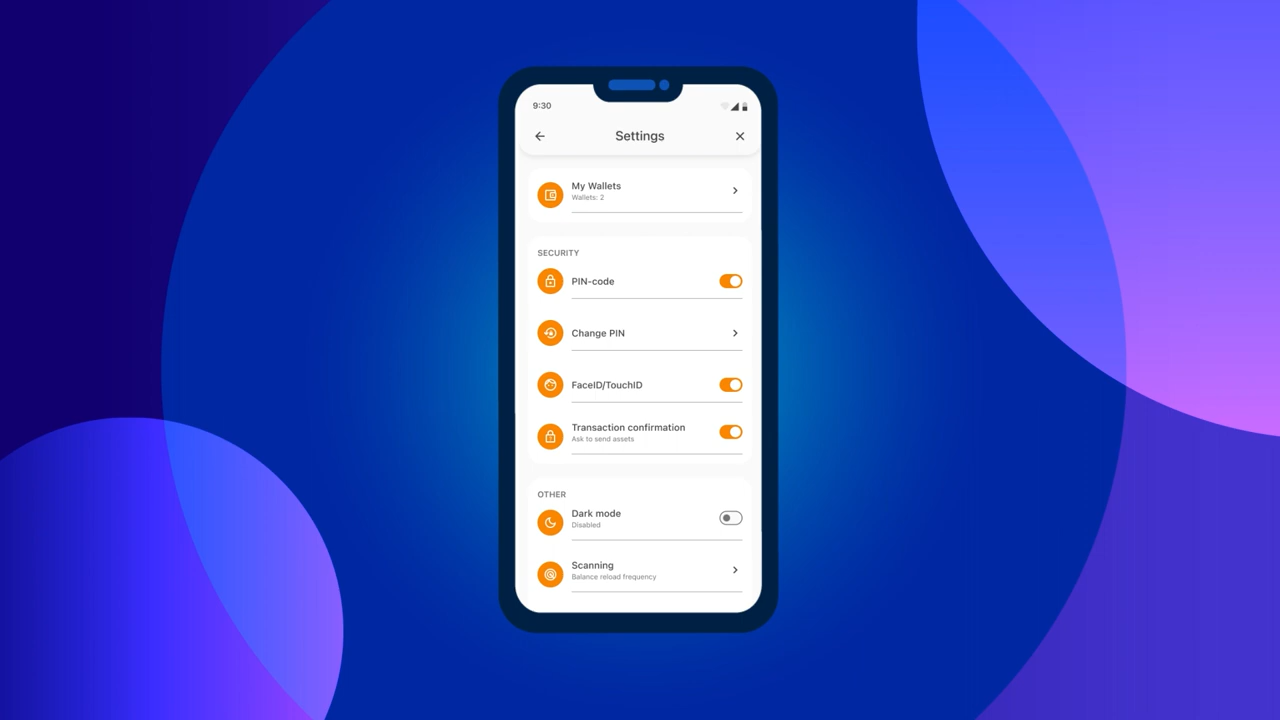 9:30
Settings
My Wallets
Wallets: 2
SECURITY
PIN-code
Change PIN
FaceID/TouchID
Transaction confirmation
Ask to send assets
OTHER
Dark mode
Disabled
Scanning
Balance reload frequency